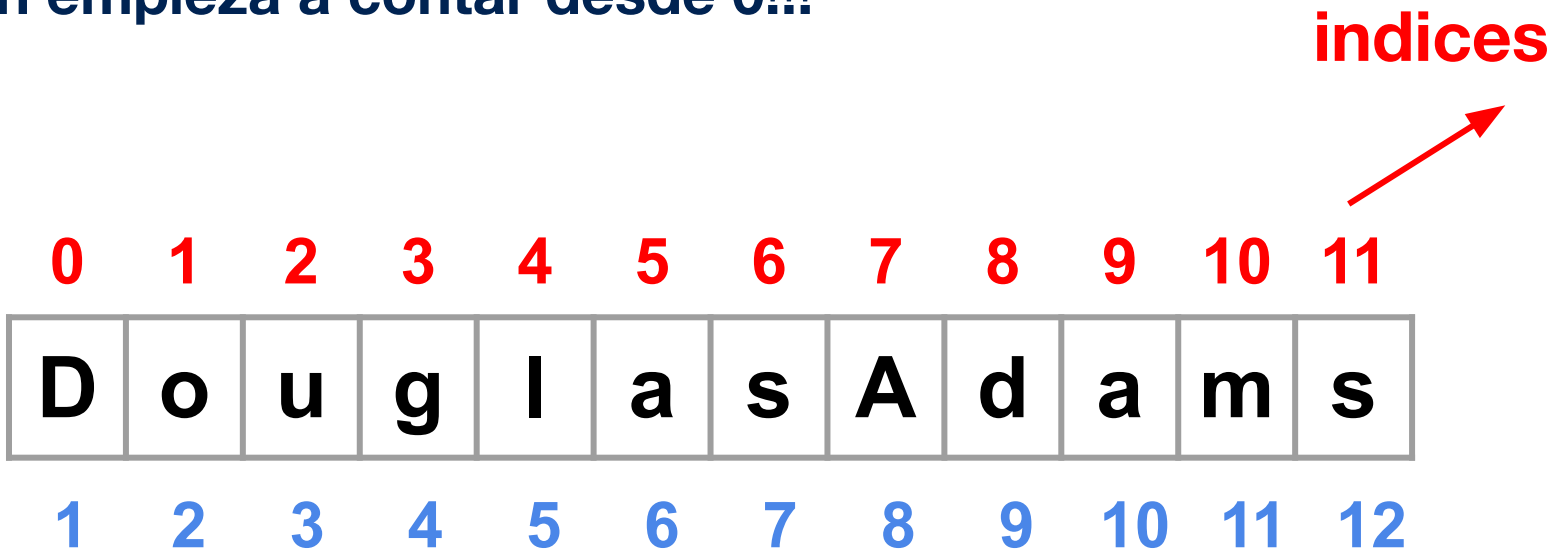 empieza a contar desde 0!!!
indices
0 1 2 3 4 5 6 7 8 9 10 11
D o u g l a s A d a m s
1 2 3 4 5 6 7 8 9 10 11 12